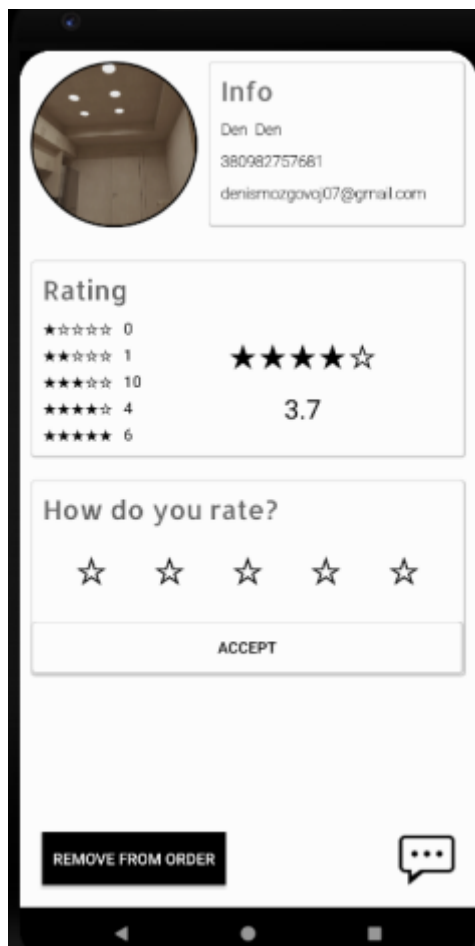 Info
Den Den
380982757681
denismozgovoj07@gmail.com
Rating
★☆☆☆☆ 0
★★☆☆☆ 1
★★★☆☆ 10
★★★★☆ 4
★★★★★ 6
★★★★☆
3.7
How do you rate?
☆ ☆ ☆ ☆ ☆
ACCEPT
REMOVE FROM ORDER